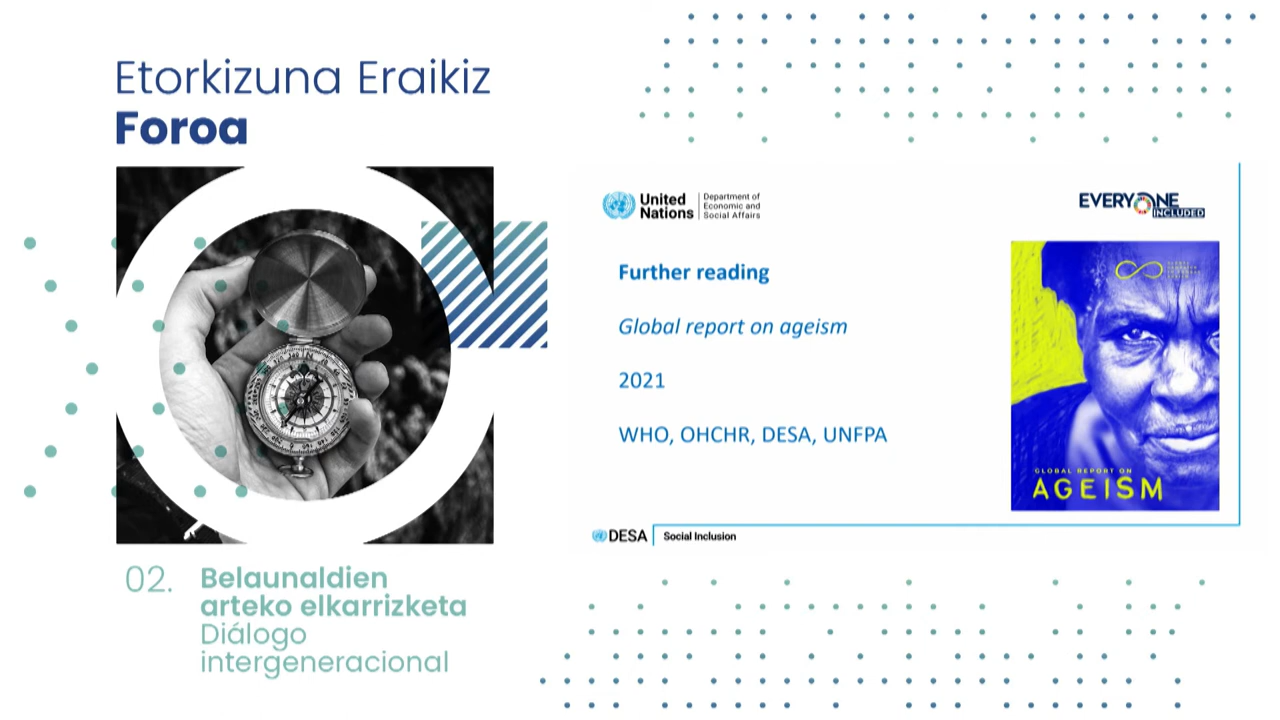 Etorkizuna Eraikiz
Foroa
United
Nations
Department of
Economic and
Social Affairs
EVERYONE
INCLUDED
Further reading
Global report on ageism
2021
WHO, OHCHR, DESA, UNFPA
GLOBAL REPORT ON
AGEISM
DESA
Social Inclusion
02.
Belaunaldien
arteko elkarrizketa
Diálogo
intergeneracional